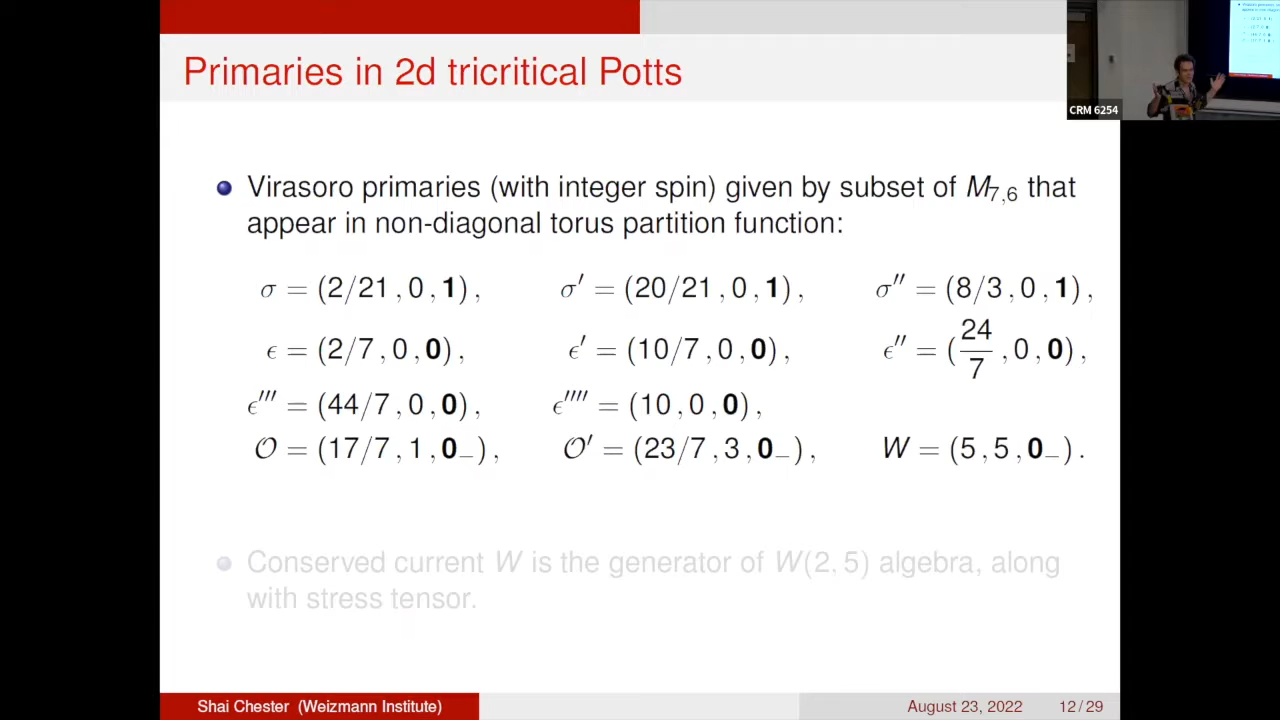 Primaries in 2d tricritical Potts
CRM 6254
Virasoro primaries (with integer spin) given by subset of M₇,₆ that
appear in non-diagonal torus partition function:
σ = (2/21 , 0 , 1) , σ′ = (20/21 , 0 , 1) , σ″ = (8/3 , 0 , 1) ,
ϵ = (2/7 , 0 , 0) , ϵ′ = (10/7 , 0 , 0) , ϵ″ = (24/7 , 0 , 0) ,
ϵ‴ = (44/7 , 0 , 0) , ϵ⁗ = (10 , 0 , 0) ,
𝒪 = (17/7 , 1 , 0₋) , 𝒪′ = (23/7 , 3 , 0₋) , W = (5 , 5 , 0₋) .
Conserved current W is the generator of W(2, 5) algebra, along
with stress tensor.
Shai Chester (Weizmann Institute) August 23, 2022 12 / 29